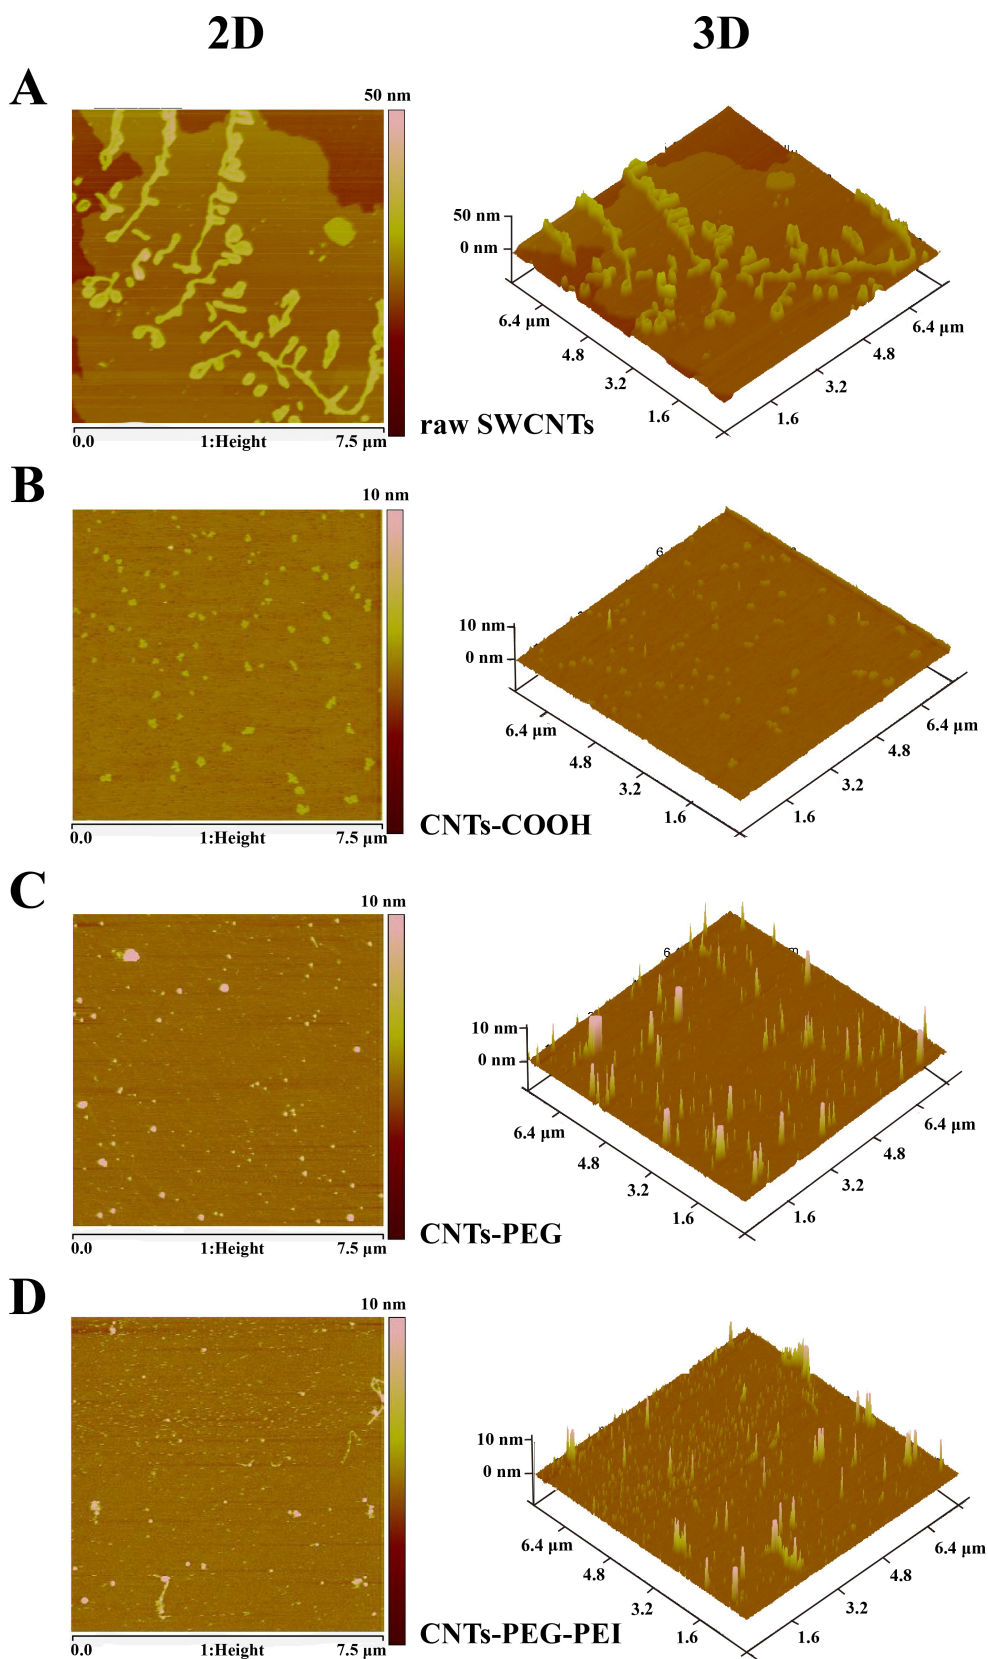 2D
3D
A
50 nm
50 nm
0 nm
6.4 μm
4.8
3.2
1.6
1.6
3.2
4.8
6.4 μm
raw SWCNTs
0.0
1:Height
7.5 μm
B
10 nm
6.
10 nm
0 nm
6.4 μm
4.8
3.2
1.6
1.6
3.2
4.8
6.4 μm
CNTs-COOH
0.0
1:Height
7.5 μm
C
10 nm
10 nm
0 nm
6.4 μm
4.8
3.2
1.6
1.6
3.2
4.8
6.4 μm
CNTs-PEG
0.0
1:Height
7.5 μm
D
10 nm
10 nm
0 nm
6.4 μm
4.8
3.2
1.6
1.6
3.2
4.8
6.4 μm
CNTs-PEG-PEI
0.0
1:Height
7.5 μm